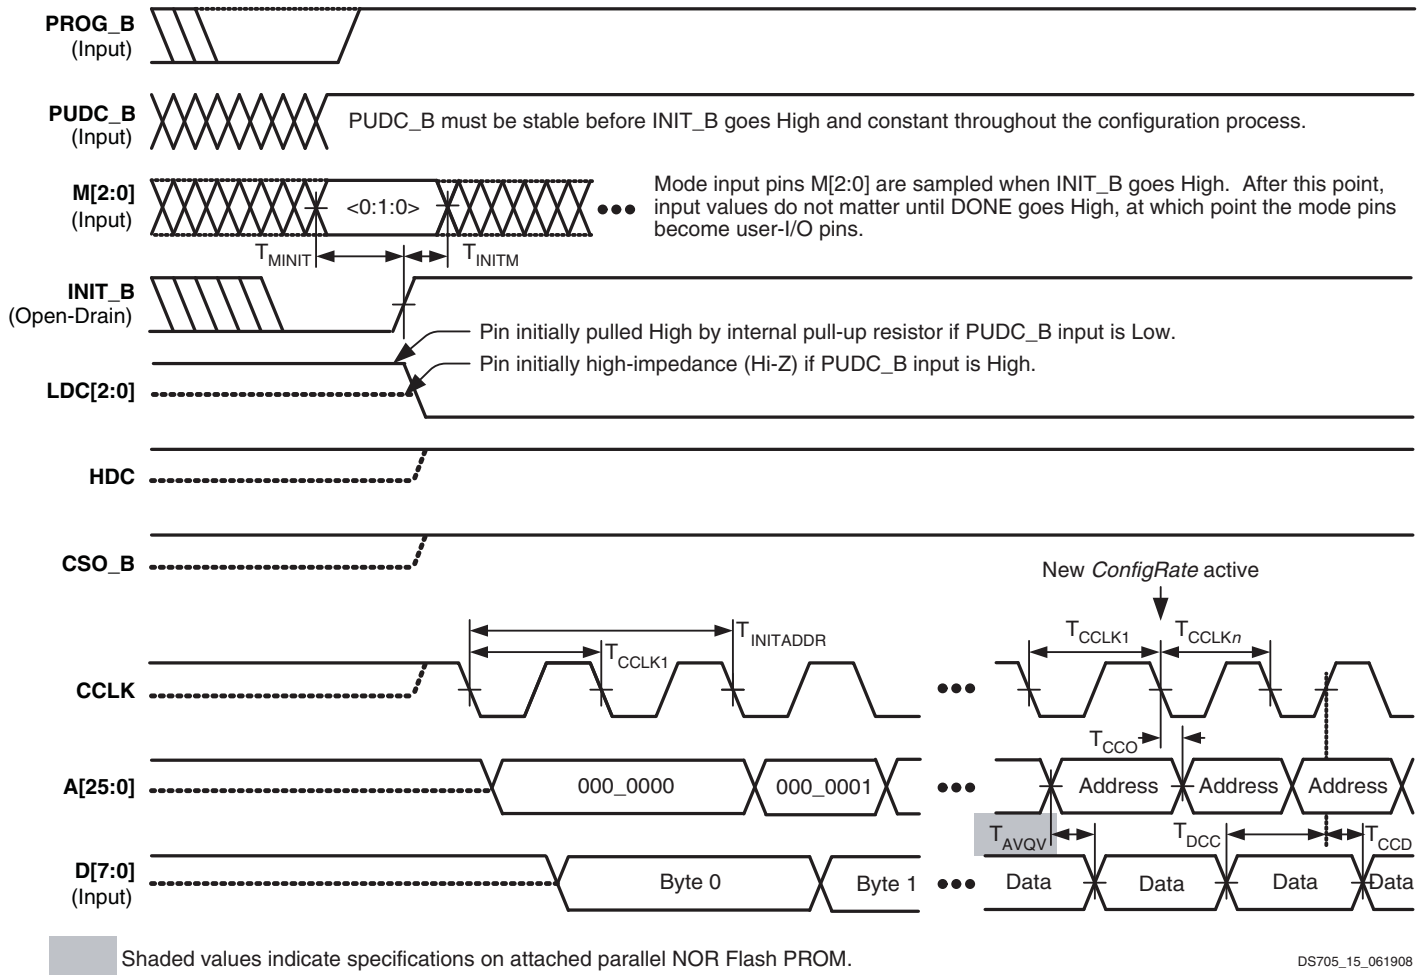 PROG_B
(Input)
PUDC_B
(Input)
PUDC_B must be stable before INIT_B goes High and constant throughout the configuration process.
M[2:0]
(Input)
<0:1:0>
Mode input pins M[2:0] are sampled when INIT_B goes High. After this point,
input values do not matter until DONE goes High, at which point the mode pins
become user-I/O pins.
TMINIT
TINITM
INIT_B
(Open-Drain)
Pin initially pulled High by internal pull-up resistor if PUDC_B input is Low.
Pin initially high-impedance (Hi-Z) if PUDC_B input is High.
LDC[2:0]
HDC
CSO_B
New ConfigRate active
TINITADDR
TCCLK1
TCCLK1
TCCLKn
CCLK
TCCO
A[25:0]
000_0000
000_0001
Address
Address
Address
TAVQV
TDCC
TCCD
D[7:0]
(Input)
Byte 0
Byte 1
Data
Data
Data
Data
Shaded values indicate specifications on attached parallel NOR Flash PROM.
DS705_15_061908